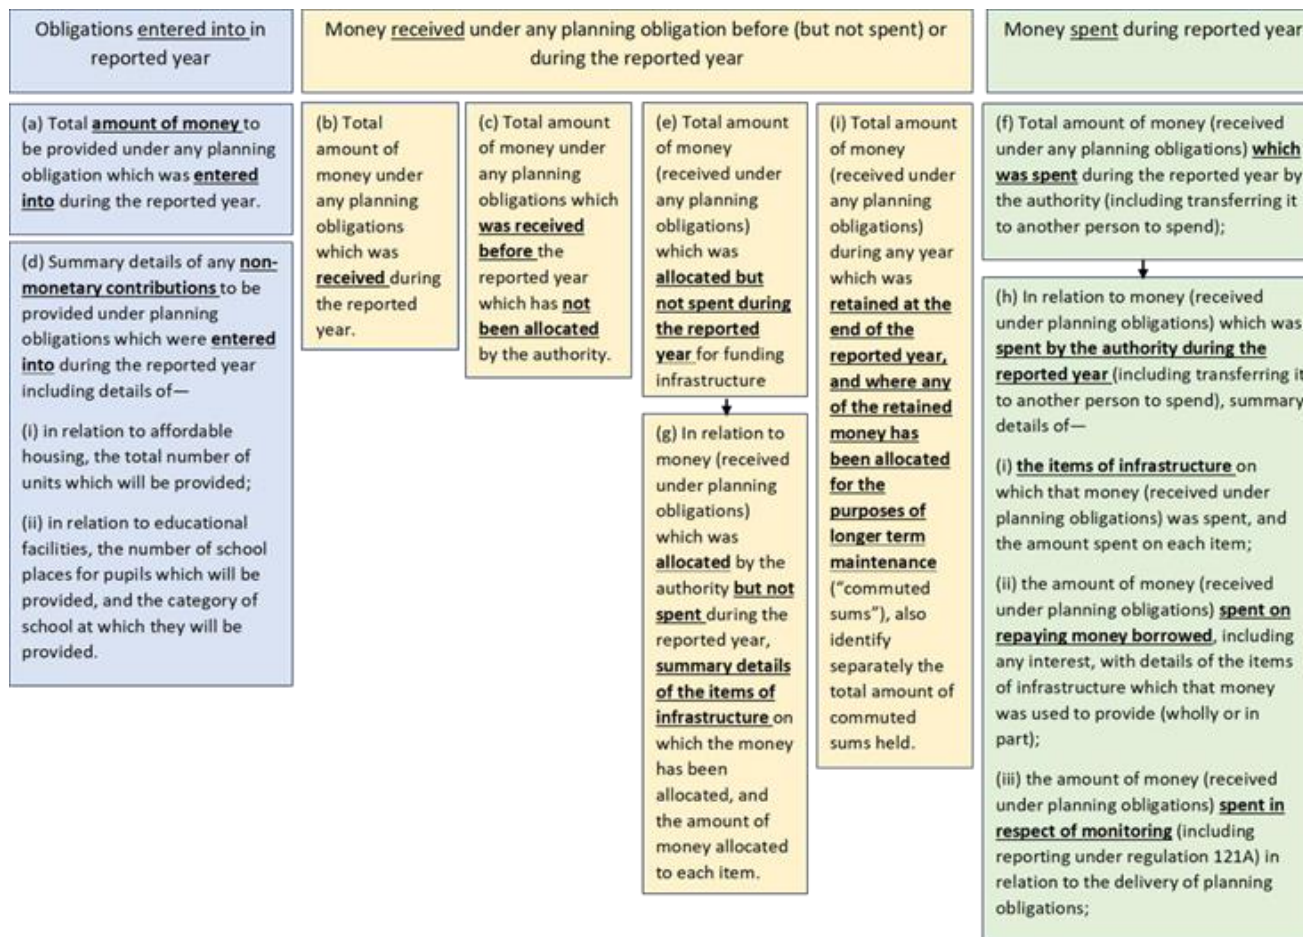 Obligations entered into in
reported year
Money received under any planning obligation before (but not spent) or
during the reported year
Money spent during reported year
(a) Total amount of money to
be provided under any planning
obligation which was entered
into during the reported year.
(d) Summary details of any non-
monetary contributions to be
provided under planning
obligations which were entered
into during the reported year
including details of—
(i) in relation to affordable
housing, the total number of
units which will be provided;
(ii) in relation to educational
facilities, the number of school
places for pupils which will be
provided, and the category of
school at which they will be
provided.
(b) Total
amount of
money under
any planning
obligations
which was
received during
the reported
year.
(c) Total amount
of money under
any planning
obligations which
was received
before the
reported year
which has not
been allocated
by the authority.
(e) Total amount
of money
(received under
any planning
obligations)
which was
allocated but
not spent during
the reported
year for funding
infrastructure
(g) In relation to
money (received
under planning
obligations)
which was
allocated by the
authority but not
spent during the
reported year,
summary details
of the items of
infrastructure on
which the money
has been
allocated, and
the amount of
money allocated
to each item.
(i) Total amount
of money
(received under
any planning
obligations)
during any year
which was
retained at the
end of the
reported year,
and where any
of the retained
money has
been allocated
for the
purposes of
longer term
maintenance
("commuted
sums"), also
identify
separately the
total amount of
commuted
sums held.
(f) Total amount of money (received
under any planning obligations) which
was spent during the reported year by
the authority (including transferring it
to another person to spend);
(h) In relation to money (received
under planning obligations) which was
spent by the authority during the
reported year (including transferring it
to another person to spend), summary
details of—
(i) the items of infrastructure on
which that money (received under
planning obligations) was spent, and
the amount spent on each item;
(ii) the amount of money (received
under planning obligations) spent on
repaying money borrowed, including
any interest, with details of the items
of infrastructure which that money
was used to provide (wholly or in
part);
(iii) the amount of money (received
under planning obligations) spent in
respect of monitoring (including
reporting under regulation 121A) in
relation to the delivery of planning
obligations;